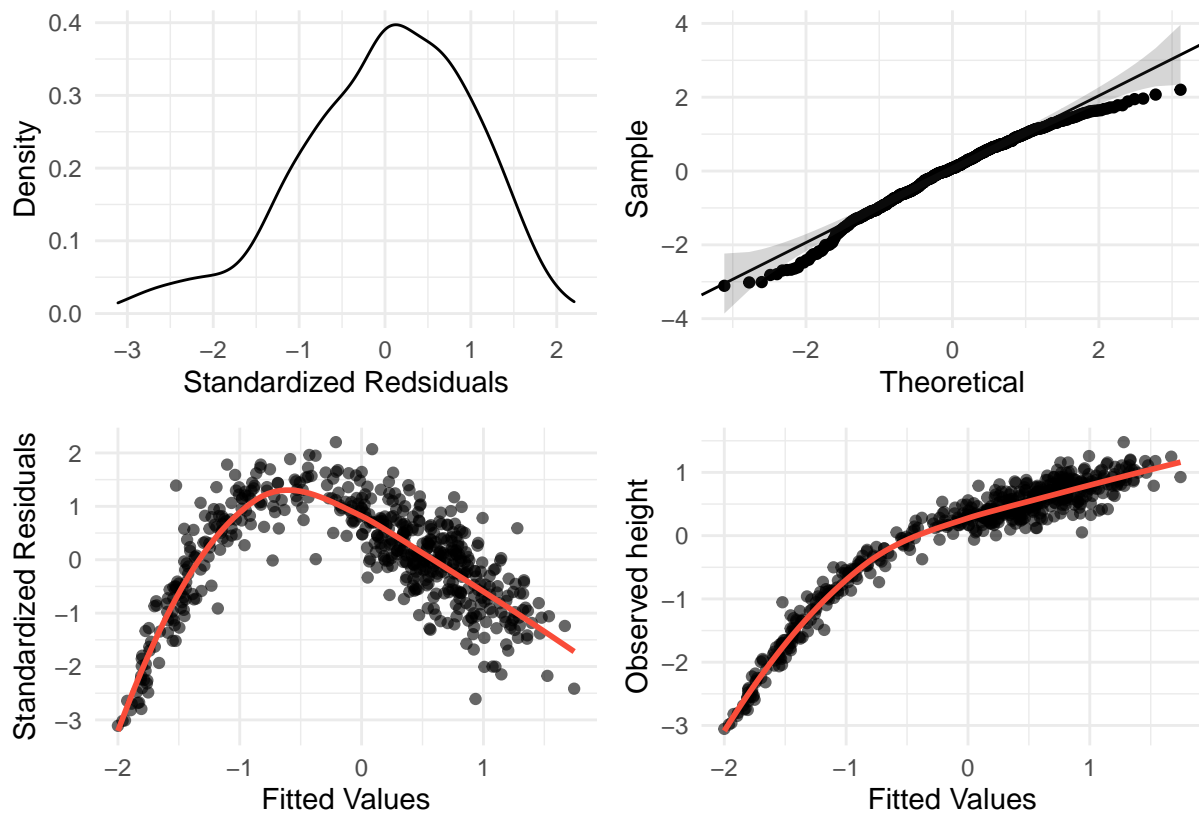 0.4
0.3
0.2
0.1
0.0
Density
−3 −2 −1 0 1 2
Standardized Redsiduals
4
2
0
−2
−4
Sample
−2 0 2
Theoretical
2
1
0
−1
−2
−3
Standardized Residuals
−2 −1 0 1
Fitted Values
1
0
−1
−2
−3
Observed height
−2 −1 0 1
Fitted Values